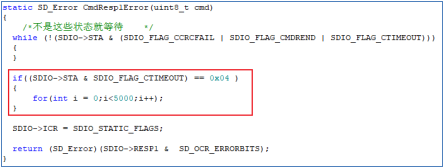 static SD_Error CmdResp1Error(uint8_t cmd)
{
/*不是这些状态就等待 */
while (!(SDIO->STA & (SDIO_FLAG_CCRCFAIL | SDIO_FLAG_CMDREND | SDIO_FLAG_CTIMEOUT)))
{
}
if((SDIO->STA & SDIO_FLAG_CTIMEOUT) == 0x04 )
{
for(int i = 0;i<5000;i++);
}
SDIO->ICR = SDIO_STATIC_FLAGS;
return (SD_Error)(SDIO->RESP1 & SD_OCR_ERRORBITS);
}